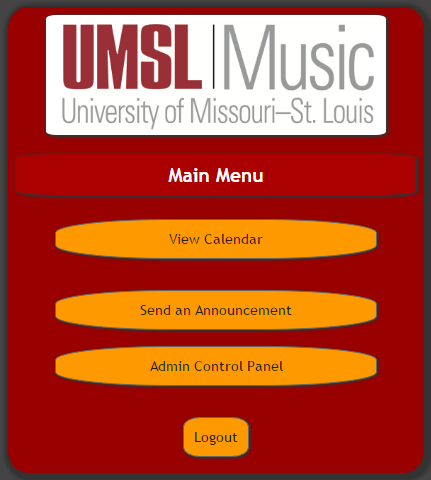 UMSL Music
University of Missouri–St. Louis
Main Menu
View Calendar
Send an Announcement
Admin Control Panel
Logout